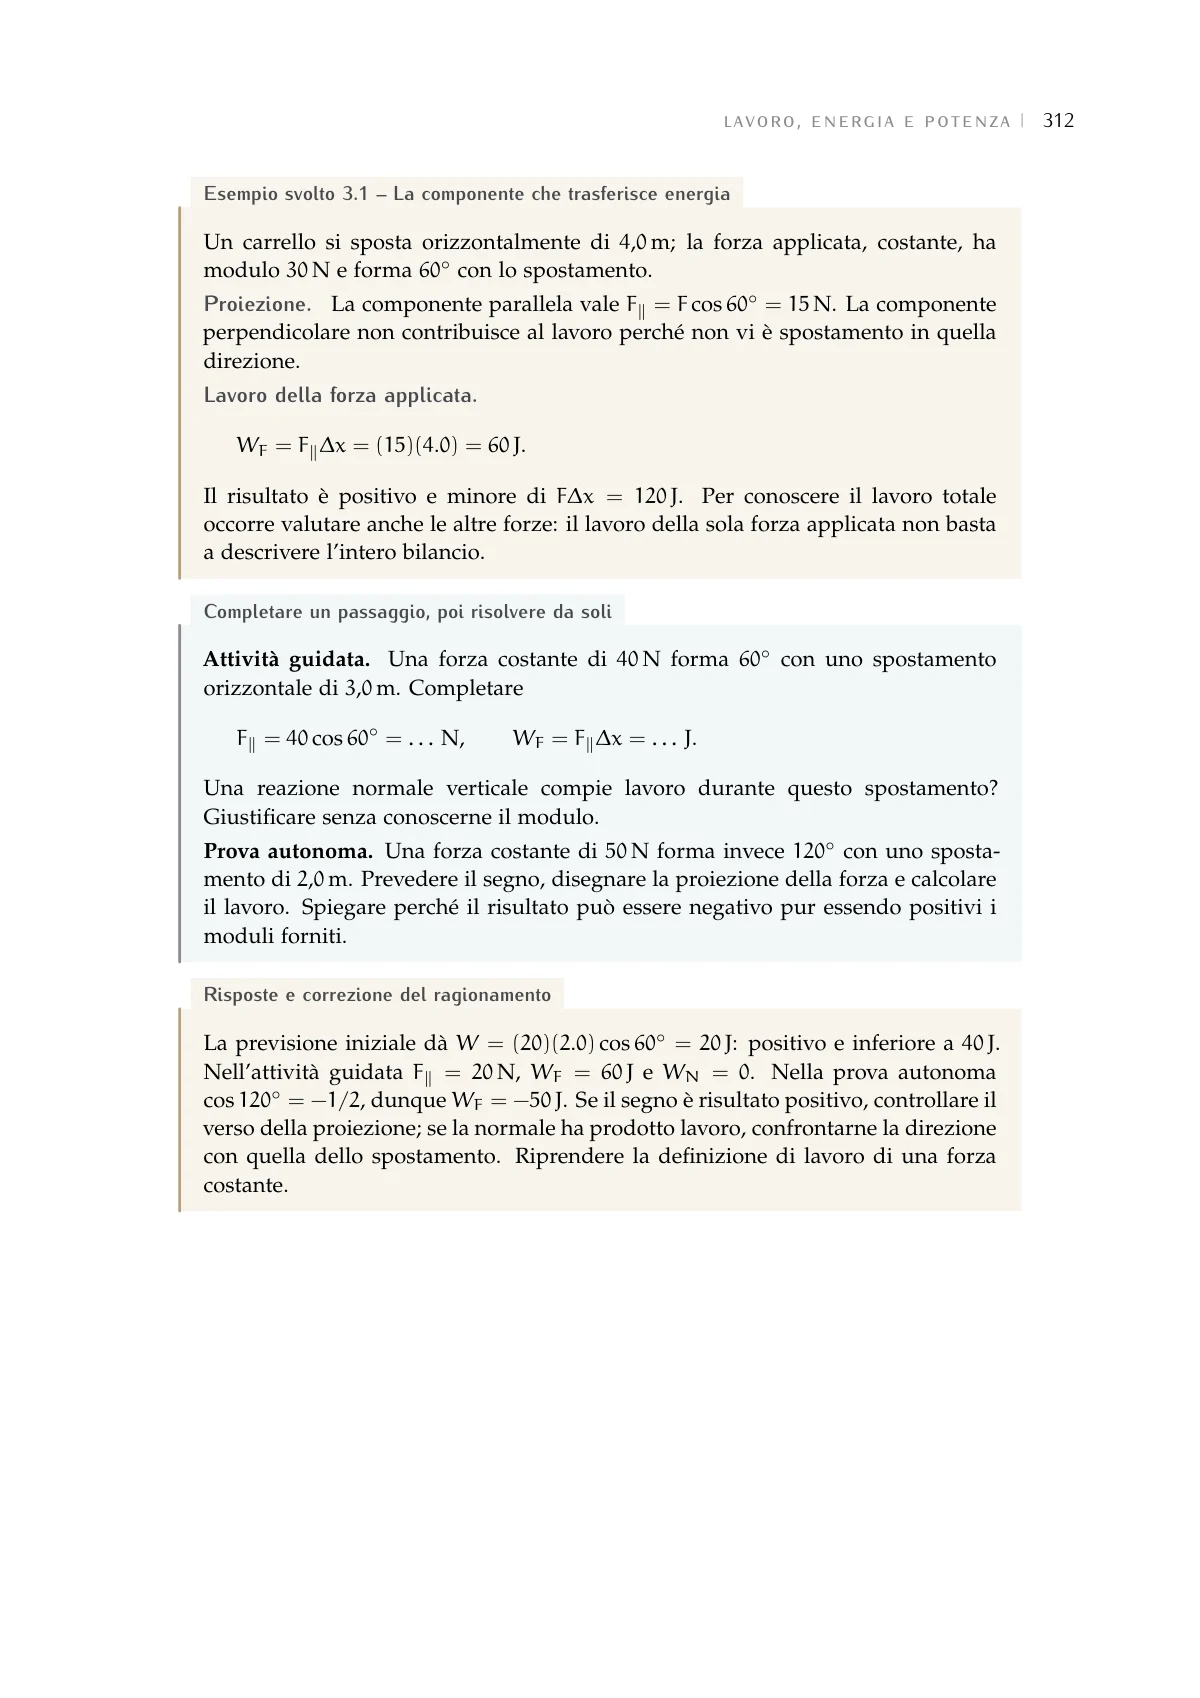 LAVORO, ENERGIA E POTENZA | 312
Esempio svolto 3.1 – La componente che trasferisce energia
Un carrello si sposta orizzontalmente di 4,0 m; la forza applicata, costante, ha
modulo 30 N e forma 60° con lo spostamento.
Proiezione. La componente parallela vale F∥ = F cos 60° = 15 N. La componente
perpendicolare non contribuisce al lavoro perché non vi è spostamento in quella
direzione.
Lavoro della forza applicata.
W_F = F∥Δx = (15)(4.0) = 60 J.
Il risultato è positivo e minore di FΔx = 120 J. Per conoscere il lavoro totale
occorre valutare anche le altre forze: il lavoro della sola forza applicata non basta
a descrivere l'intero bilancio.
Completare un passaggio, poi risolvere da soli
Attività guidata. Una forza costante di 40 N forma 60° con uno spostamento
orizzontale di 3,0 m. Completare
F∥ = 40 cos 60° = ... N, W_F = F∥Δx = ... J.
Una reazione normale verticale compie lavoro durante questo spostamento?
Giustificare senza conoscerne il modulo.
Prova autonoma. Una forza costante di 50 N forma invece 120° con uno sposta-
mento di 2,0 m. Prevedere il segno, disegnare la proiezione della forza e calcolare
il lavoro. Spiegare perché il risultato può essere negativo pur essendo positivi i
moduli forniti.
Risposte e correzione del ragionamento
La previsione iniziale dà W = (20)(2.0) cos 60° = 20 J: positivo e inferiore a 40 J.
Nell'attività guidata F∥ = 20 N, W_F = 60 J e W_N = 0. Nella prova autonoma
cos 120° = −1/2, dunque W_F = −50 J. Se il segno è risultato positivo, controllare il
verso della proiezione; se la normale ha prodotto lavoro, confrontarne la direzione
con quella dello spostamento. Riprendere la definizione di lavoro di una forza
costante.